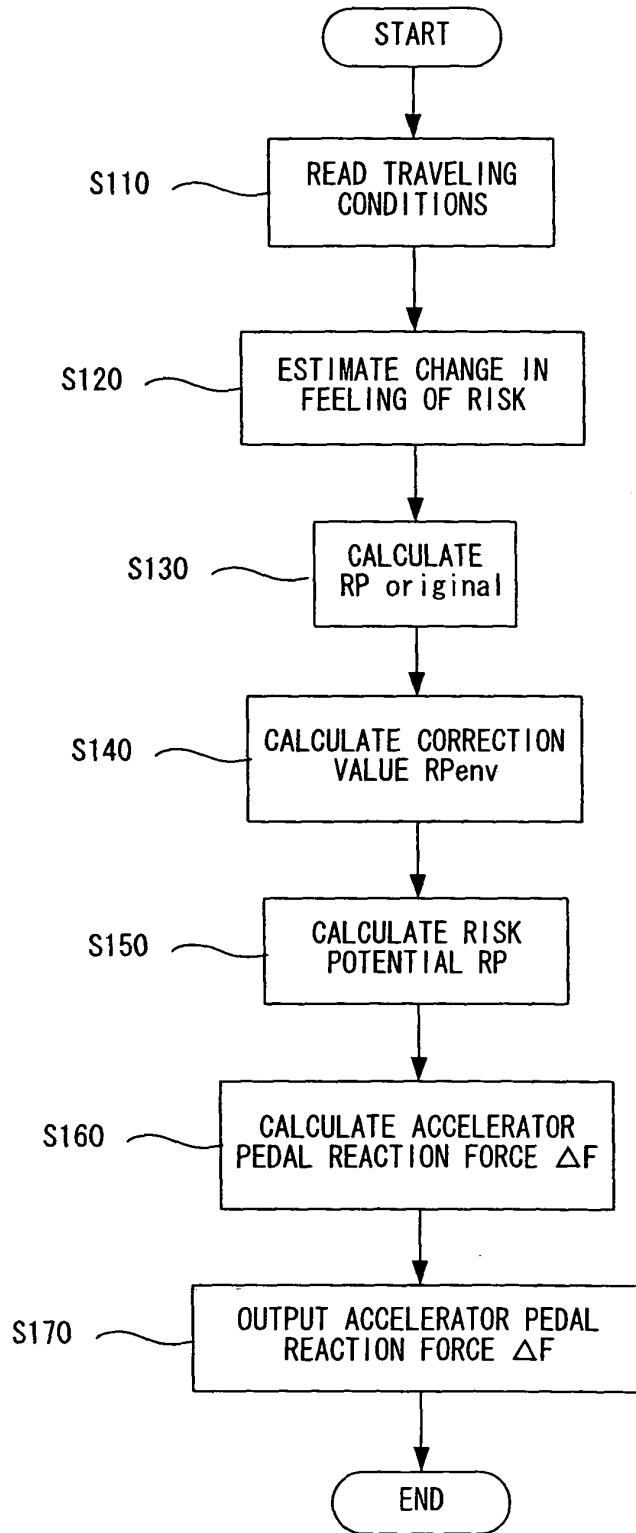 START
S110
READ TRAVELING
CONDITIONS
S120
ESTIMATE CHANGE IN
FEELING OF RISK
S130
CALCULATE
RP original
S140
CALCULATE CORRECTION
VALUE RPenv
S150
CALCULATE RISK
POTENTIAL RP
S160
CALCULATE ACCELERATOR
PEDAL REACTION FORCE △F
S170
OUTPUT ACCELERATOR PEDAL
REACTION FORCE △F
END